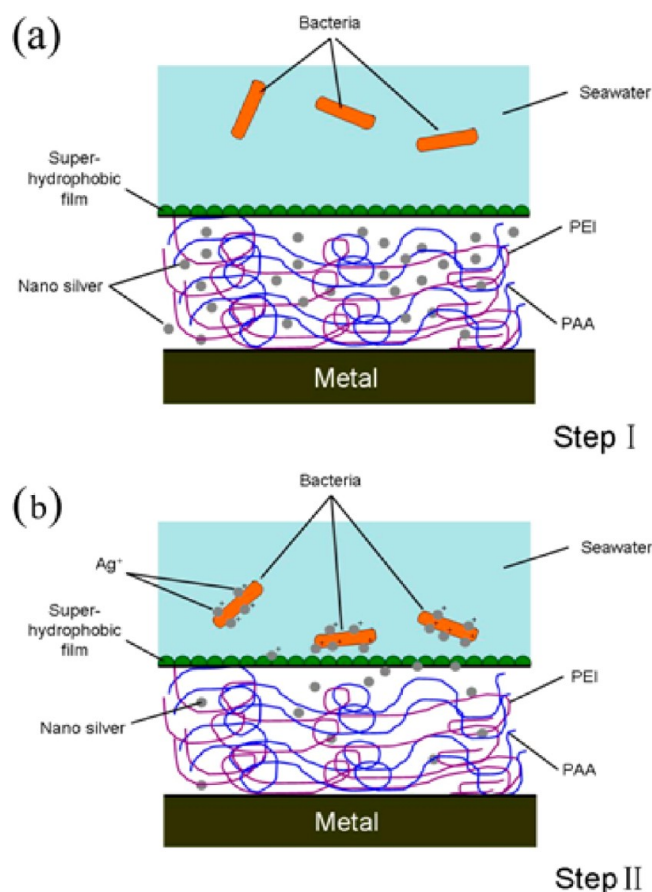 (a)
Bacteria
Seawater
Super-
hydrophobic
film
PEI
Nano silver
PAA
Metal
Step Ⅰ
(b)
Bacteria
Ag⁺
Seawater
Super-
hydrophobic
film
PEI
Nano silver
PAA
Metal
Step Ⅱ